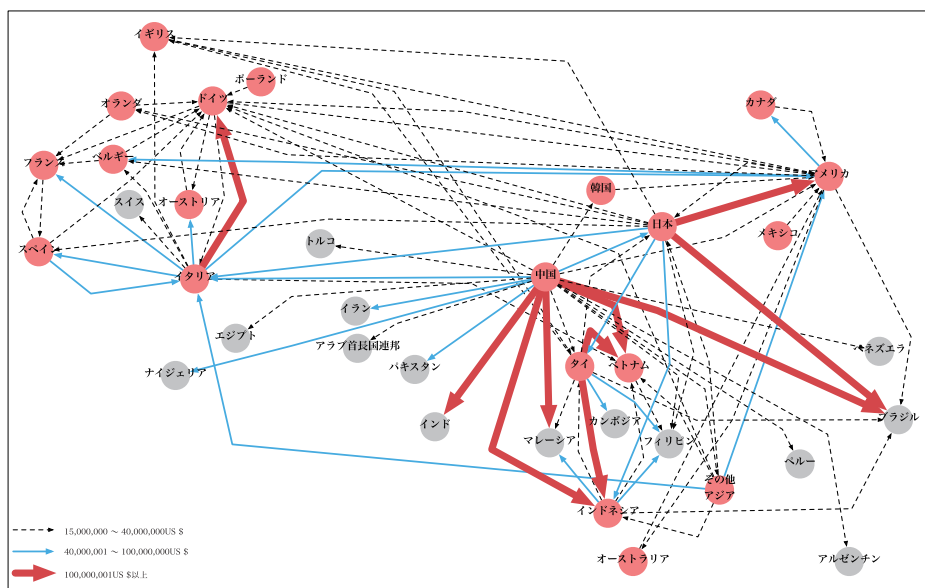 イギリス
ポーランド
オランダ
ドイツ
カナダ
フランス
ベルギー
アメリカ
スイス
オーストリア
韓国
日本
メキシコ
トルコ
スペイン
イタリア
中国
イラン
エジプト
アラブ首長国連邦
ベネズエラ
ナイジェリア
パキスタン
タイ
ベトナム
インド
カンボジア
ブラジル
マレーシア
フィリピン
ペルー
その他
アジア
インドネシア
オーストラリア
アルゼンチン
15,000,000 ～ 40,000,000US $
40,000,001 ～ 100,000,000US $
100,000,001US $以上